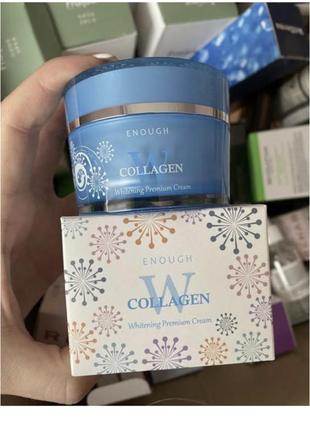 ENOUGH
W
COLLAGEN
Whitening Premium Cream
ENOUGH
W
COLLAGEN
Whitening Premium Cream